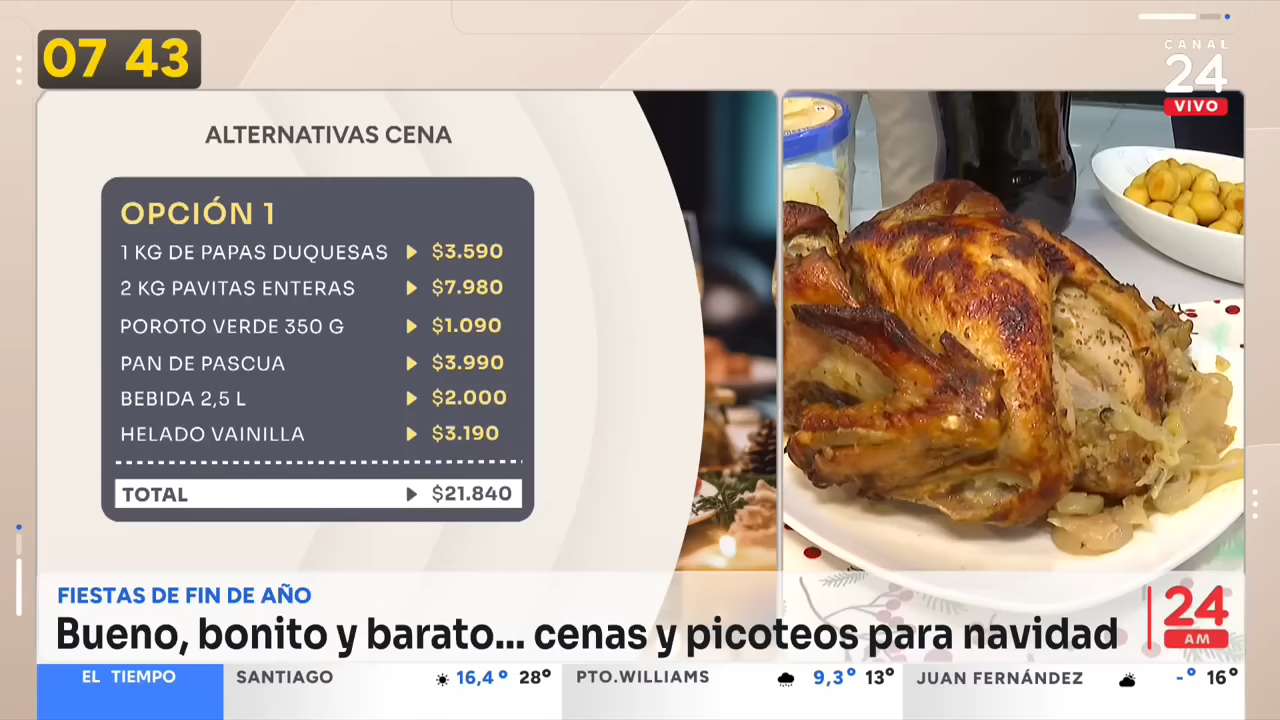 07 43
CANAL
24
VIVO
ALTERNATIVAS CENA
OPCIÓN 1
1 KG DE PAPAS DUQUESAS $3.590
2 KG PAVITAS ENTERAS $7.980
POROTO VERDE 350 G $1.090
PAN DE PASCUA $3.990
BEBIDA 2,5 L $2.000
HELADO VAINILLA $3.190
TOTAL $21.840
FIESTAS DE FIN DE AÑO
Bueno, bonito y barato... cenas y picoteos para navidad
24
AM
EL TIEMPO SANTIAGO 16,4° 28° PTO.WILLIAMS 9,3° 13° JUAN FERNÁNDEZ -° 16°